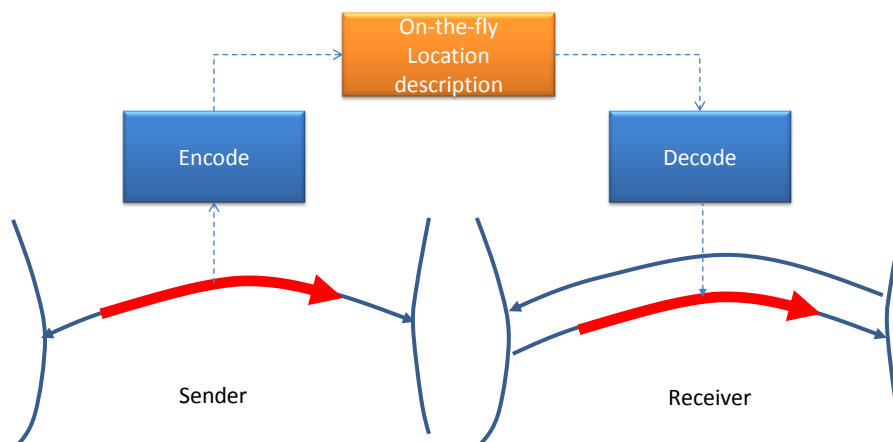 On-the-fly
Location
description
Encode
Decode
Sender
Receiver